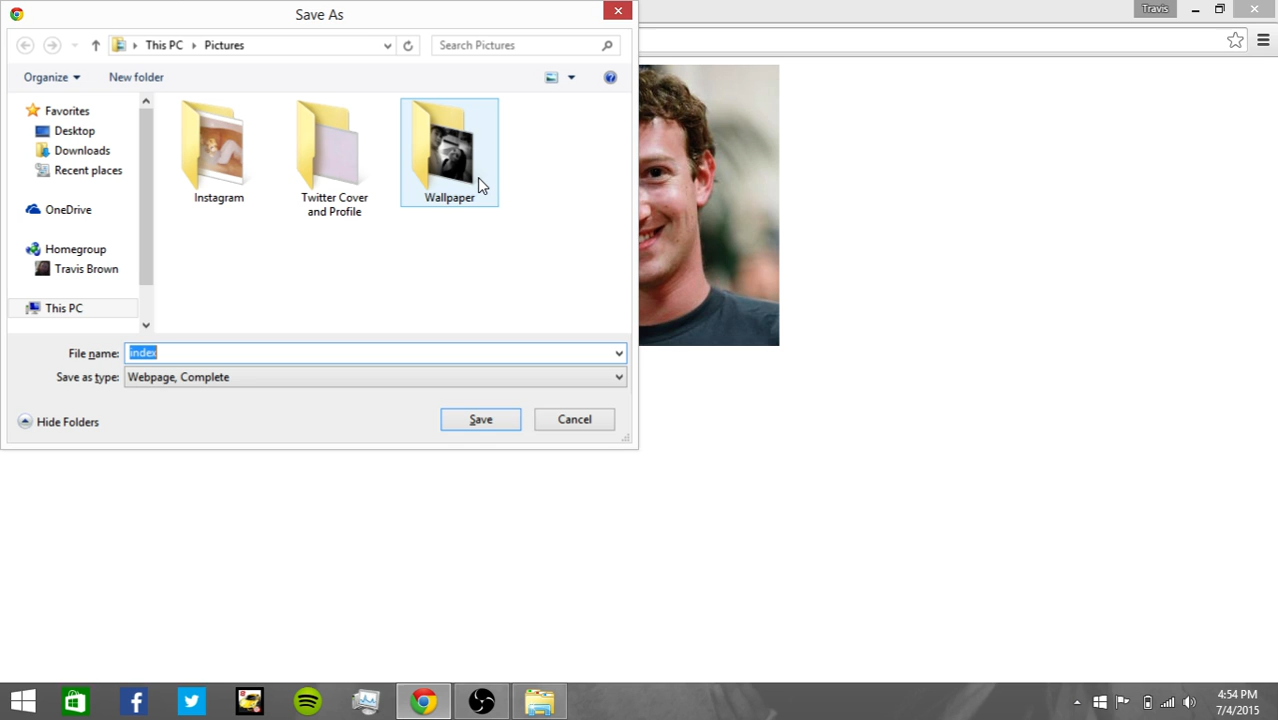 Save As
Travis
This PC
Pictures
Search Pictures
Organize
New folder
Favorites
Desktop
Downloads
Recent places
OneDrive
Homegroup
Travis Brown
This PC
Instagram
Twitter Cover
and Profile
Wallpaper
File name:
index
Save as type:
Webpage, Complete
Hide Folders
Save
Cancel
4:54 PM
7/4/2015